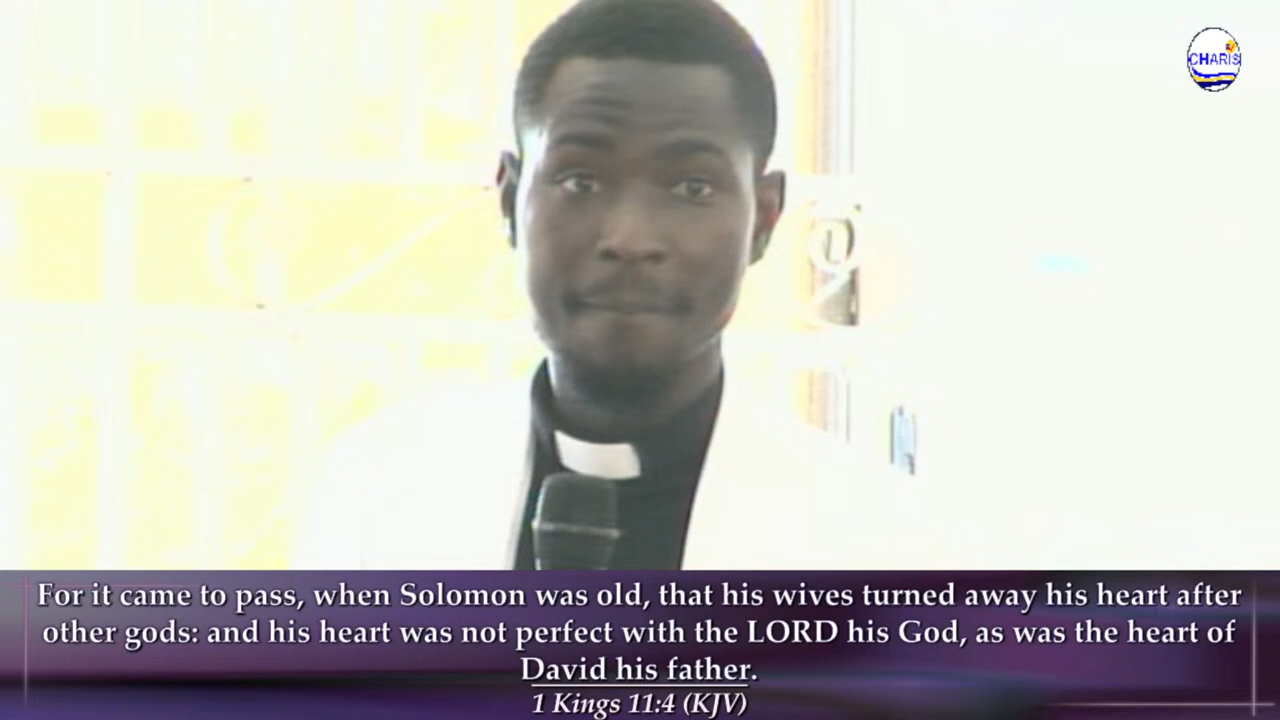 CHARIS
For it came to pass, when Solomon was old, that his wives turned away his heart after
other gods: and his heart was not perfect with the LORD his God, as was the heart of
David his father.
1 Kings 11:4 (KJV)